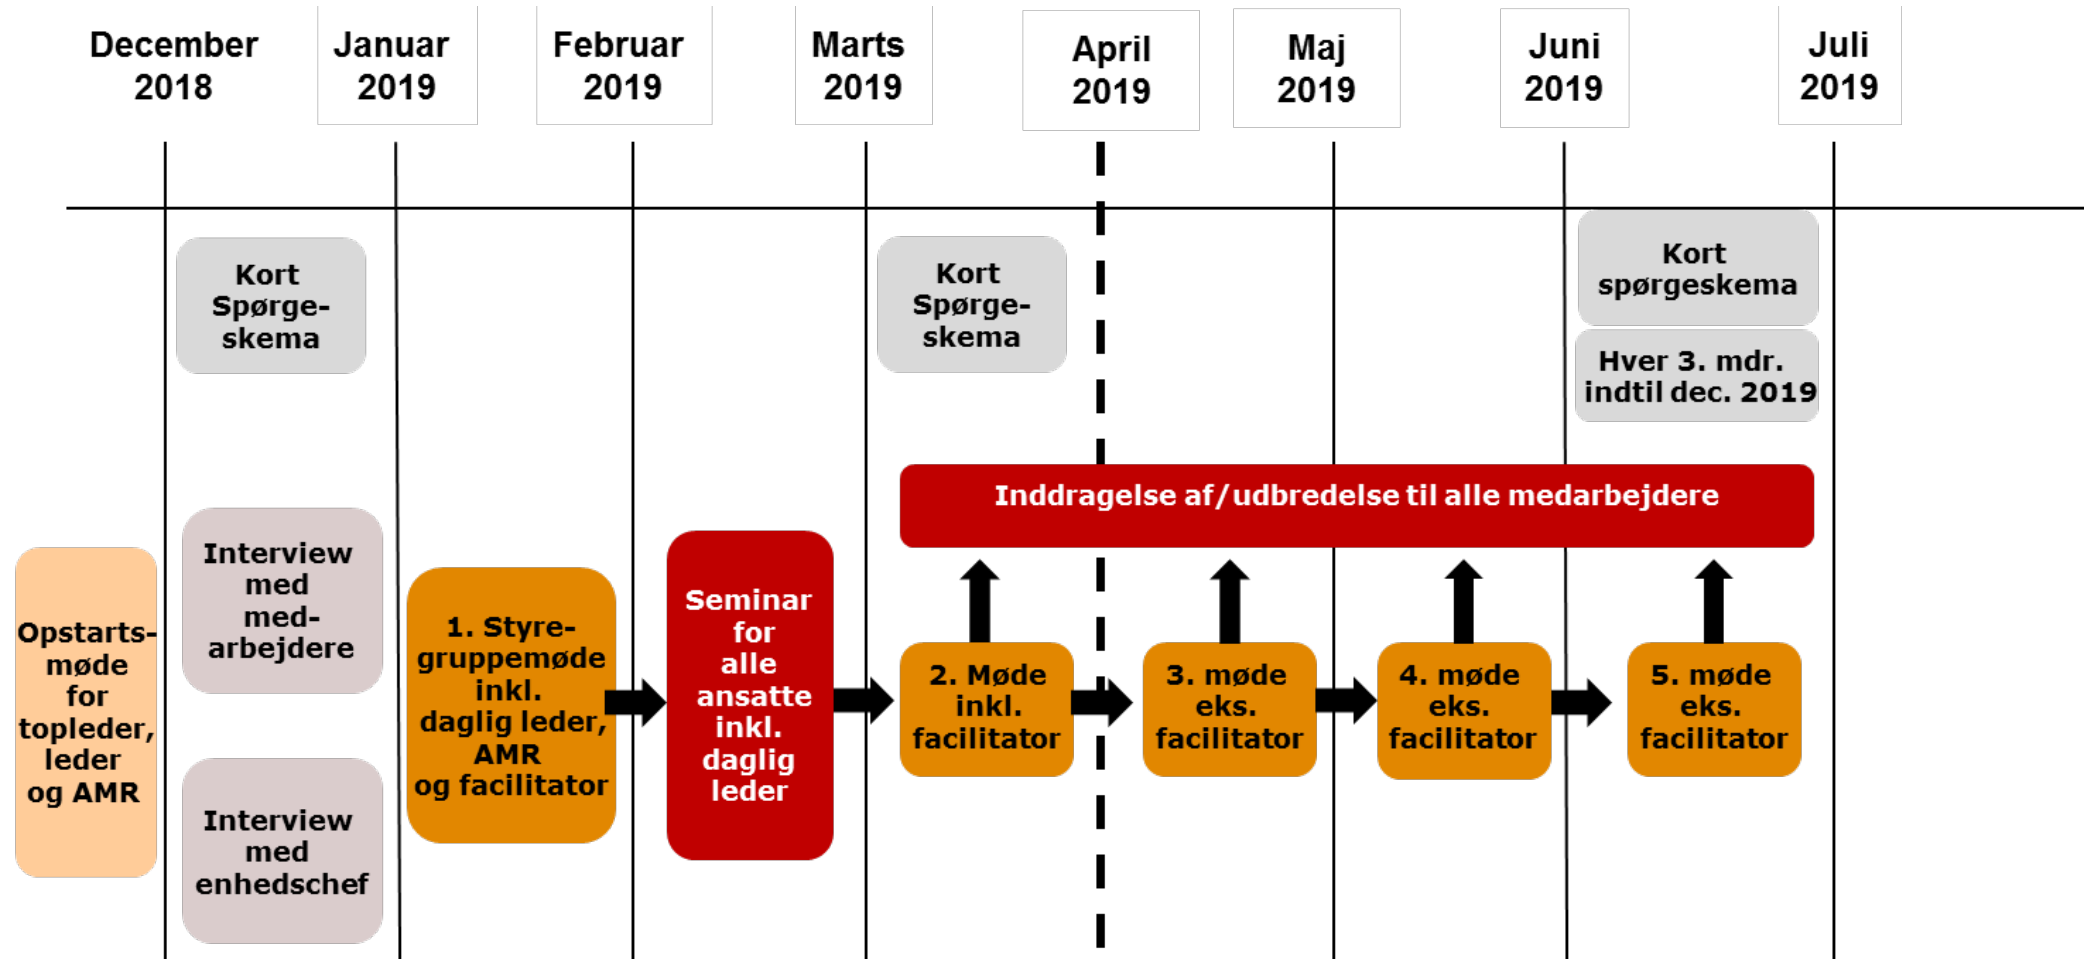 December
2018
Januar
2019
Februar
2019
Marts
2019
April
2019
Maj
2019
Juni
2019
Juli
2019
Kort
Spørge-
skema
Kort
Spørge-
skema
Kort
spørgeskema
Hver 3. mdr.
indtil dec. 2019
Inddragelse af/udbredelse til alle medarbejdere
Opstarts-
møde
for
topleder,
leder
og AMR
Interview
med
med-
arbejdere
Interview
med
enhedschef
1. Styre-
gruppemøde
inkl.
daglig leder,
AMR
og facilitator
Seminar
for
alle
ansatte
inkl.
daglig
leder
2. Møde
inkl.
facilitator
3. møde
eks.
facilitator
4. møde
eks.
facilitator
5. møde
eks.
facilitator